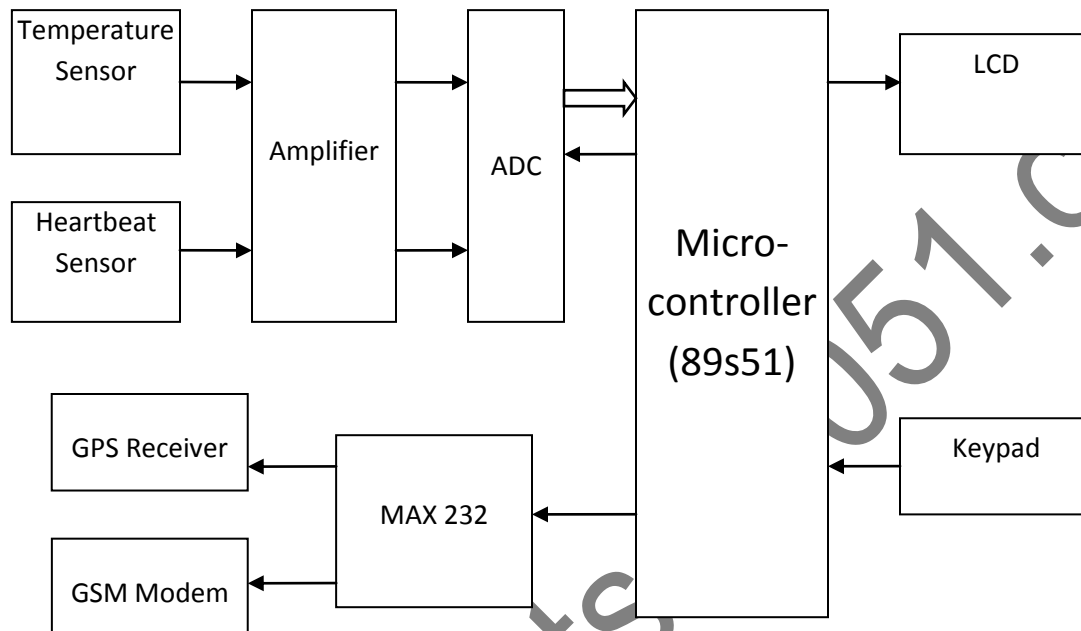 Temperature
Sensor
Heartbeat
Sensor
Amplifier
ADC
Micro-
controller
(89s51)
LCD
Keypad
GPS Receiver
GSM Modem
MAX 232